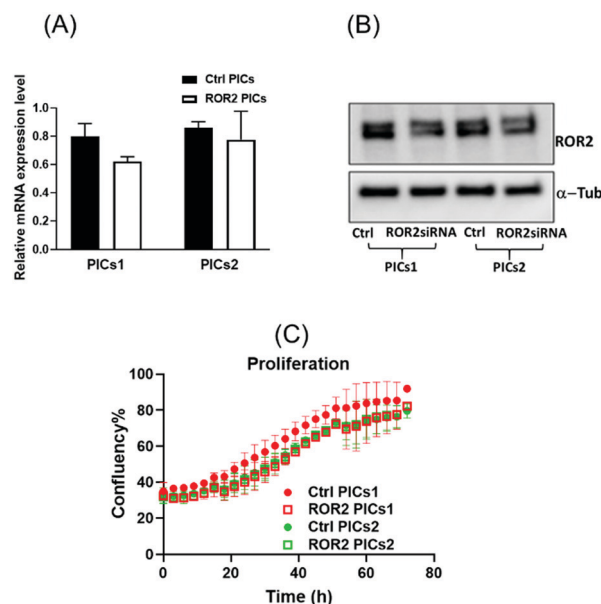 (A)
Relative mRNA expression level
Ctrl PICs
ROR2 PICs
1.0
0.8
0.6
0.4
0.2
0.0
PICs1
PICs2
(B)
ROR2
α-Tub
Ctrl ROR2siRNA Ctrl ROR2siRNA
PICs1
PICs2
(C)
Proliferation
Confluency%
100
80
60
40
20
0
0
20
40
60
80
Time (h)
Ctrl PICs1
ROR2 PICs1
Ctrl PICs2
ROR2 PICs2